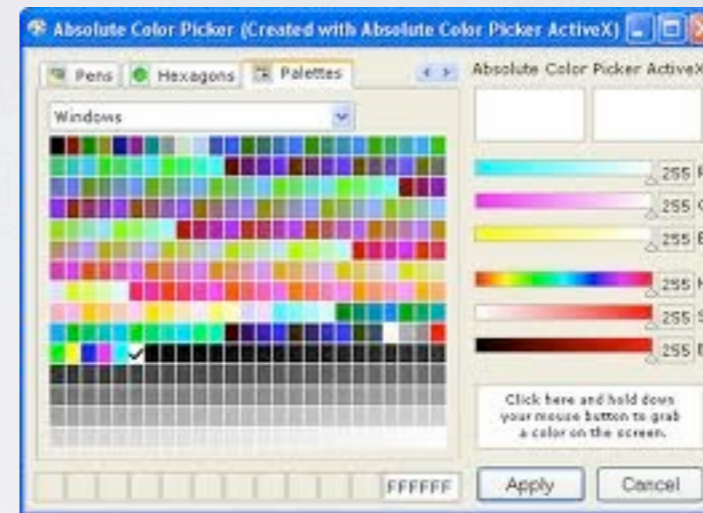 Absolute Color Picker (Created with Absolute Color Picker ActiveX)
Pens Hexagons Palettes
Absolute Color Picker ActiveX
Windows
255 R
255 G
255 B
255 H
255 S
255 B
Click here and hold down
your mouse button to grab
a color on the screen.
FFFFFF
Apply Cancel